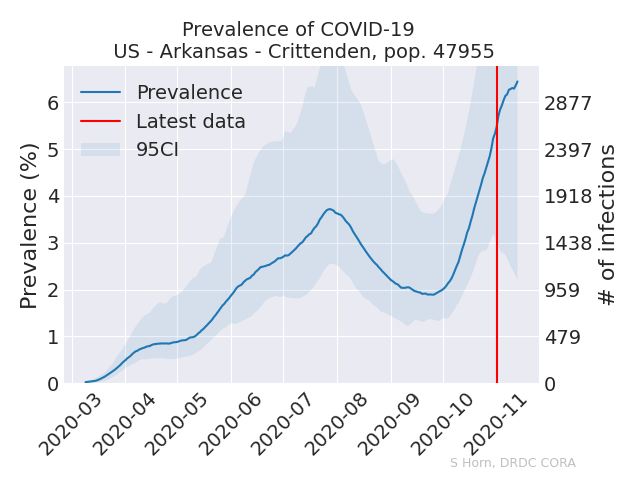 Prevalence of COVID-19
US - Arkansas - Crittenden, pop. 47955
Prevalence
Latest data
95CI
Prevalence (%)
6
5
4
3
2
1
0
2877
2397
1918
1438
959
479
0
# of infections
2020-03
2020-04
2020-05
2020-06
2020-07
2020-08
2020-09
2020-10
2020-11
S Horn, DRDC CORA